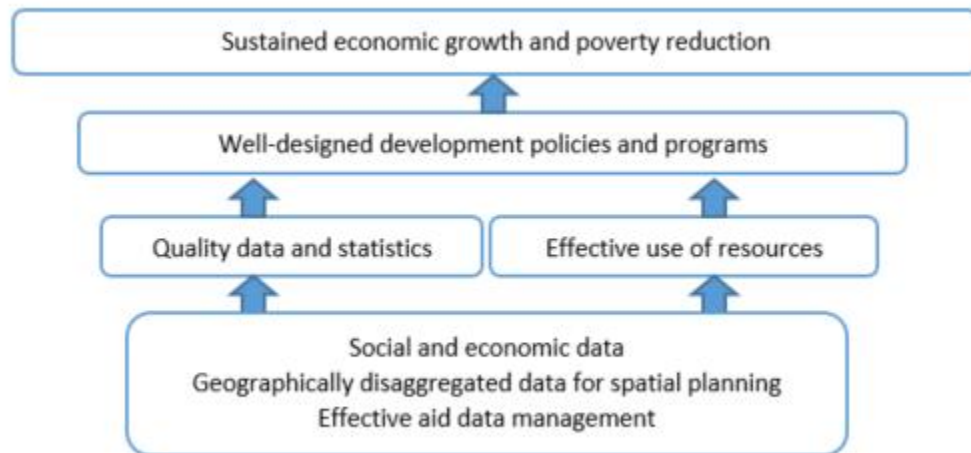 Sustained economic growth and poverty reduction
Well-designed development policies and programs
Quality data and statistics
Effective use of resources
Social and economic data
Geographically disaggregated data for spatial planning
Effective aid data management